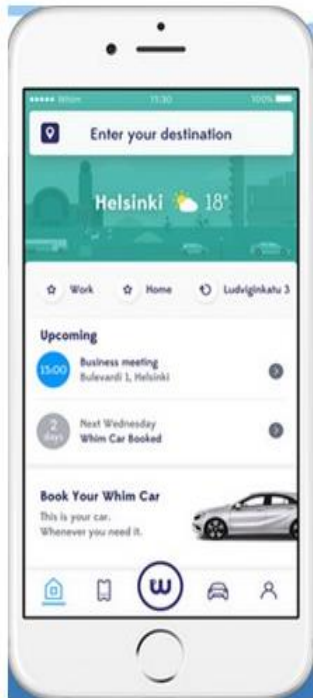 Whim 11:30 100%
Enter your destination
Helsinki 18°
Work Home Ludviginkatu 3
Upcoming
15:00 Business meeting
Bulevardi 1, Helsinki
2 days Next Wednesday
Whim Car Booked
Book Your Whim Car
This is your car.
Whenever you need it.
w